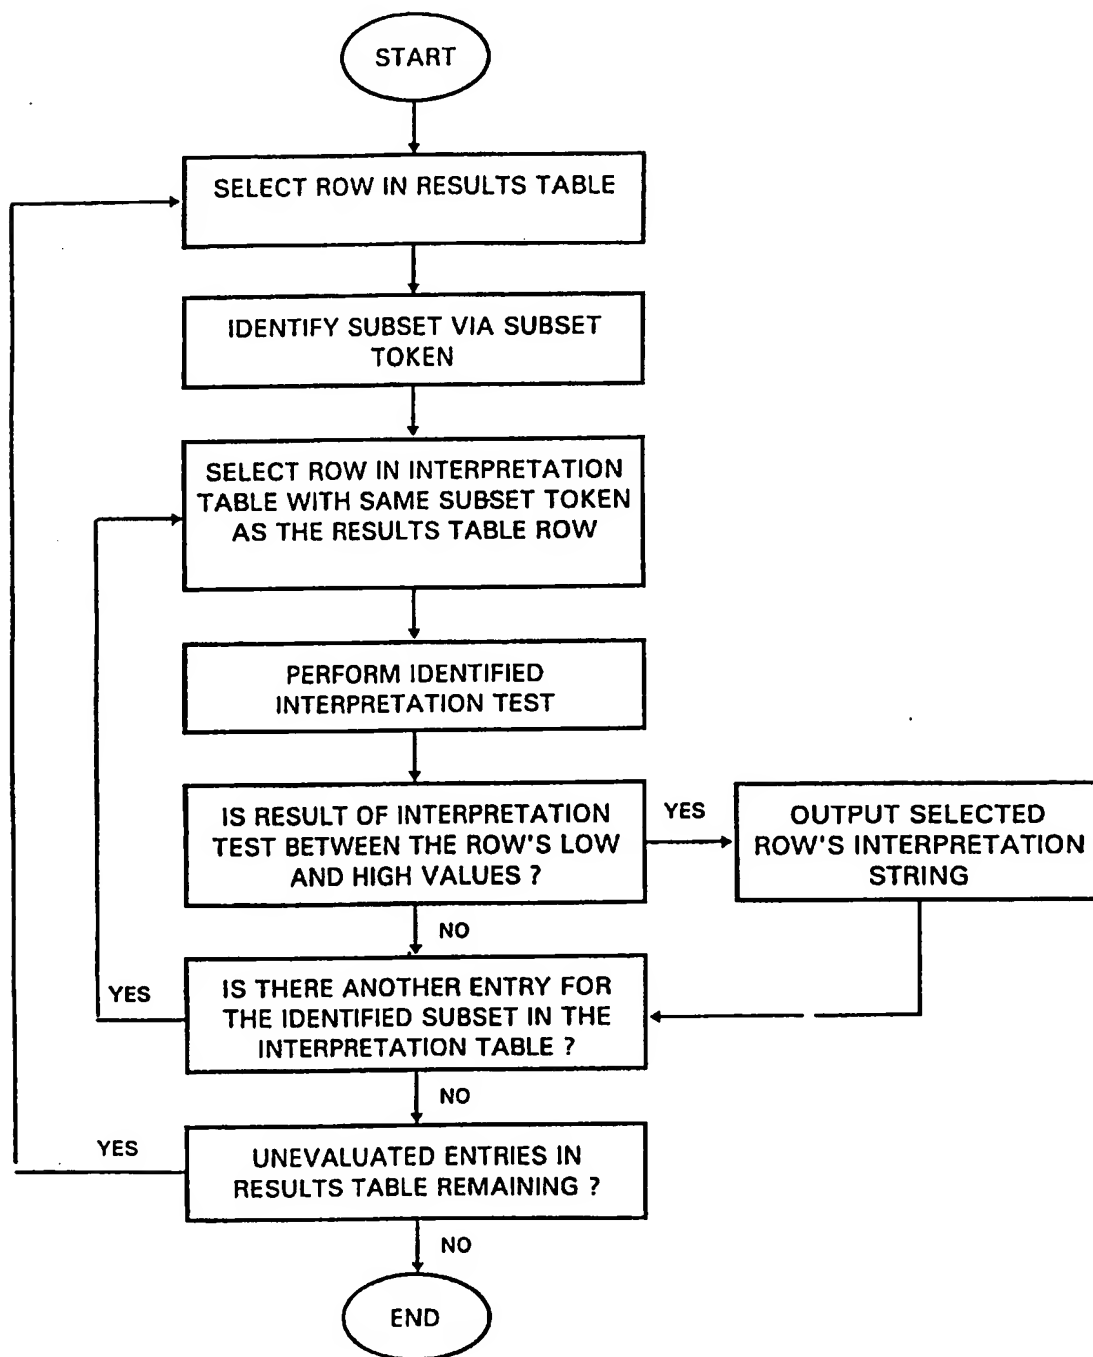 START
SELECT ROW IN RESULTS TABLE
IDENTIFY SUBSET VIA SUBSET
TOKEN
SELECT ROW IN INTERPRETATION
TABLE WITH SAME SUBSET TOKEN
AS THE RESULTS TABLE ROW
PERFORM IDENTIFIED
INTERPRETATION TEST
IS RESULT OF INTERPRETATION
TEST BETWEEN THE ROW'S LOW
AND HIGH VALUES ?
YES
OUTPUT SELECTED
ROW'S INTERPRETATION
STRING
NO
IS THERE ANOTHER ENTRY FOR
THE IDENTIFIED SUBSET IN THE
INTERPRETATION TABLE ?
YES
NO
UNEVALUATED ENTRIES IN
RESULTS TABLE REMAINING ?
YES
NO
END